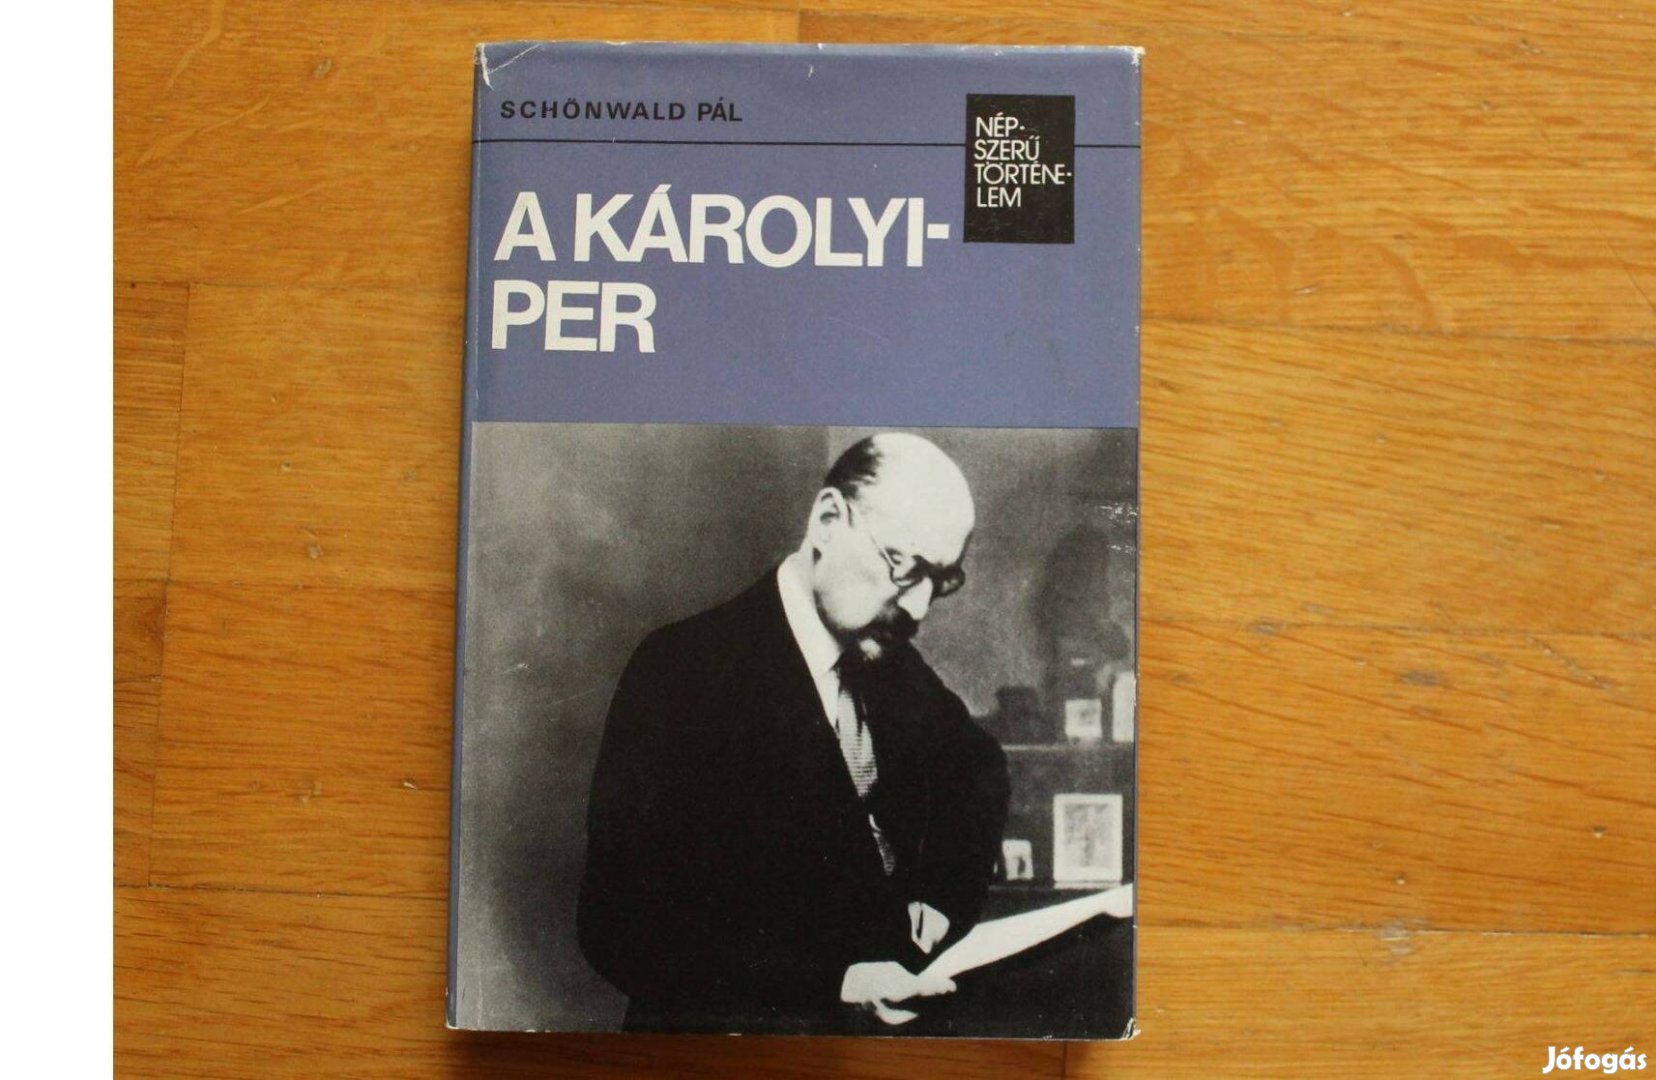 SCHÖNWALD PÁL
NÉP-
SZERŰ
TÖRTÉNE-
LEM
A KÁROLYI-
PER
Jófogás